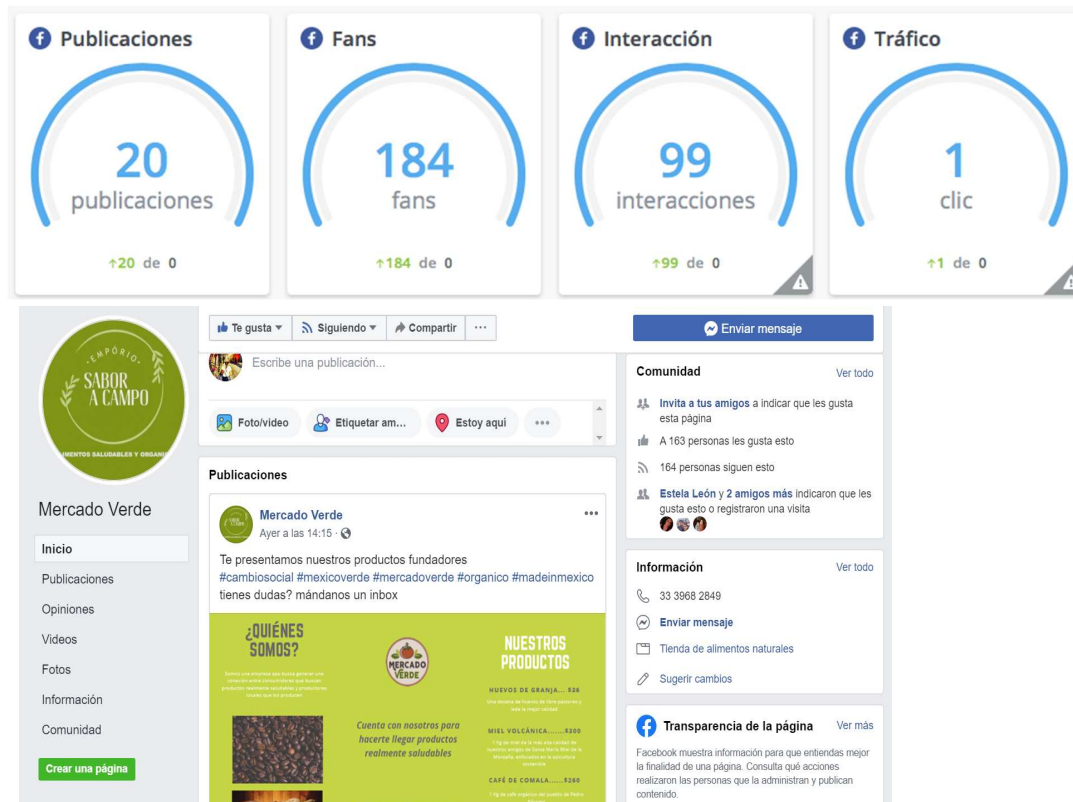 Publicaciones
20
publicaciones
↑20 de 0
Fans
184
fans
↑184 de 0
Interacción
99
interacciones
↑99 de 0
Tráfico
1
clic
↑1 de 0
·EMPÓRIO·
SABOR
A CAMPO
Mercado Verde
Inicio
Publicaciones
Opiniones
Videos
Fotos
Información
Comunidad
Crear una página
Te gusta
Siguiendo
Compartir
...
Escribe una publicación...
Foto/video
Etiquetar am...
Estoy aquí
Publicaciones
Mercado Verde
Ayer a las 14:15 ·
Te presentamos nuestros productos fundadores
#cambiosocial #mexicoverde #mercadoverde #organico #madeinmexico
tienes dudas? mándanos un inbox
¿QUIÉNES
SOMOS?
MERCADO
VERDE
Cuenta con nosotros para
hacerte llegar productos
realmente saludables
NUESTROS
PRODUCTOS
HUEVOS DE GRANJA... $36
MIEL VOLCÁNICA.......$200
CAFÉ DE COMALA......$260
Enviar mensaje
Comunidad
Ver todo
Invita a tus amigos a indicar que les gusta
esta página
A 163 personas les gusta esto
164 personas siguen esto
Estela León y 2 amigos más indicaron que les
gusta esto o registraron una visita
Información
Ver todo
33 3968 2849
Enviar mensaje
Tienda de alimentos naturales
Sugerir cambios
Transparencia de la página
Ver más
Facebook muestra información para que entiendas mejor
la finalidad de una página. Consulta qué acciones
realizaron las personas que la administran y publican
contenido.